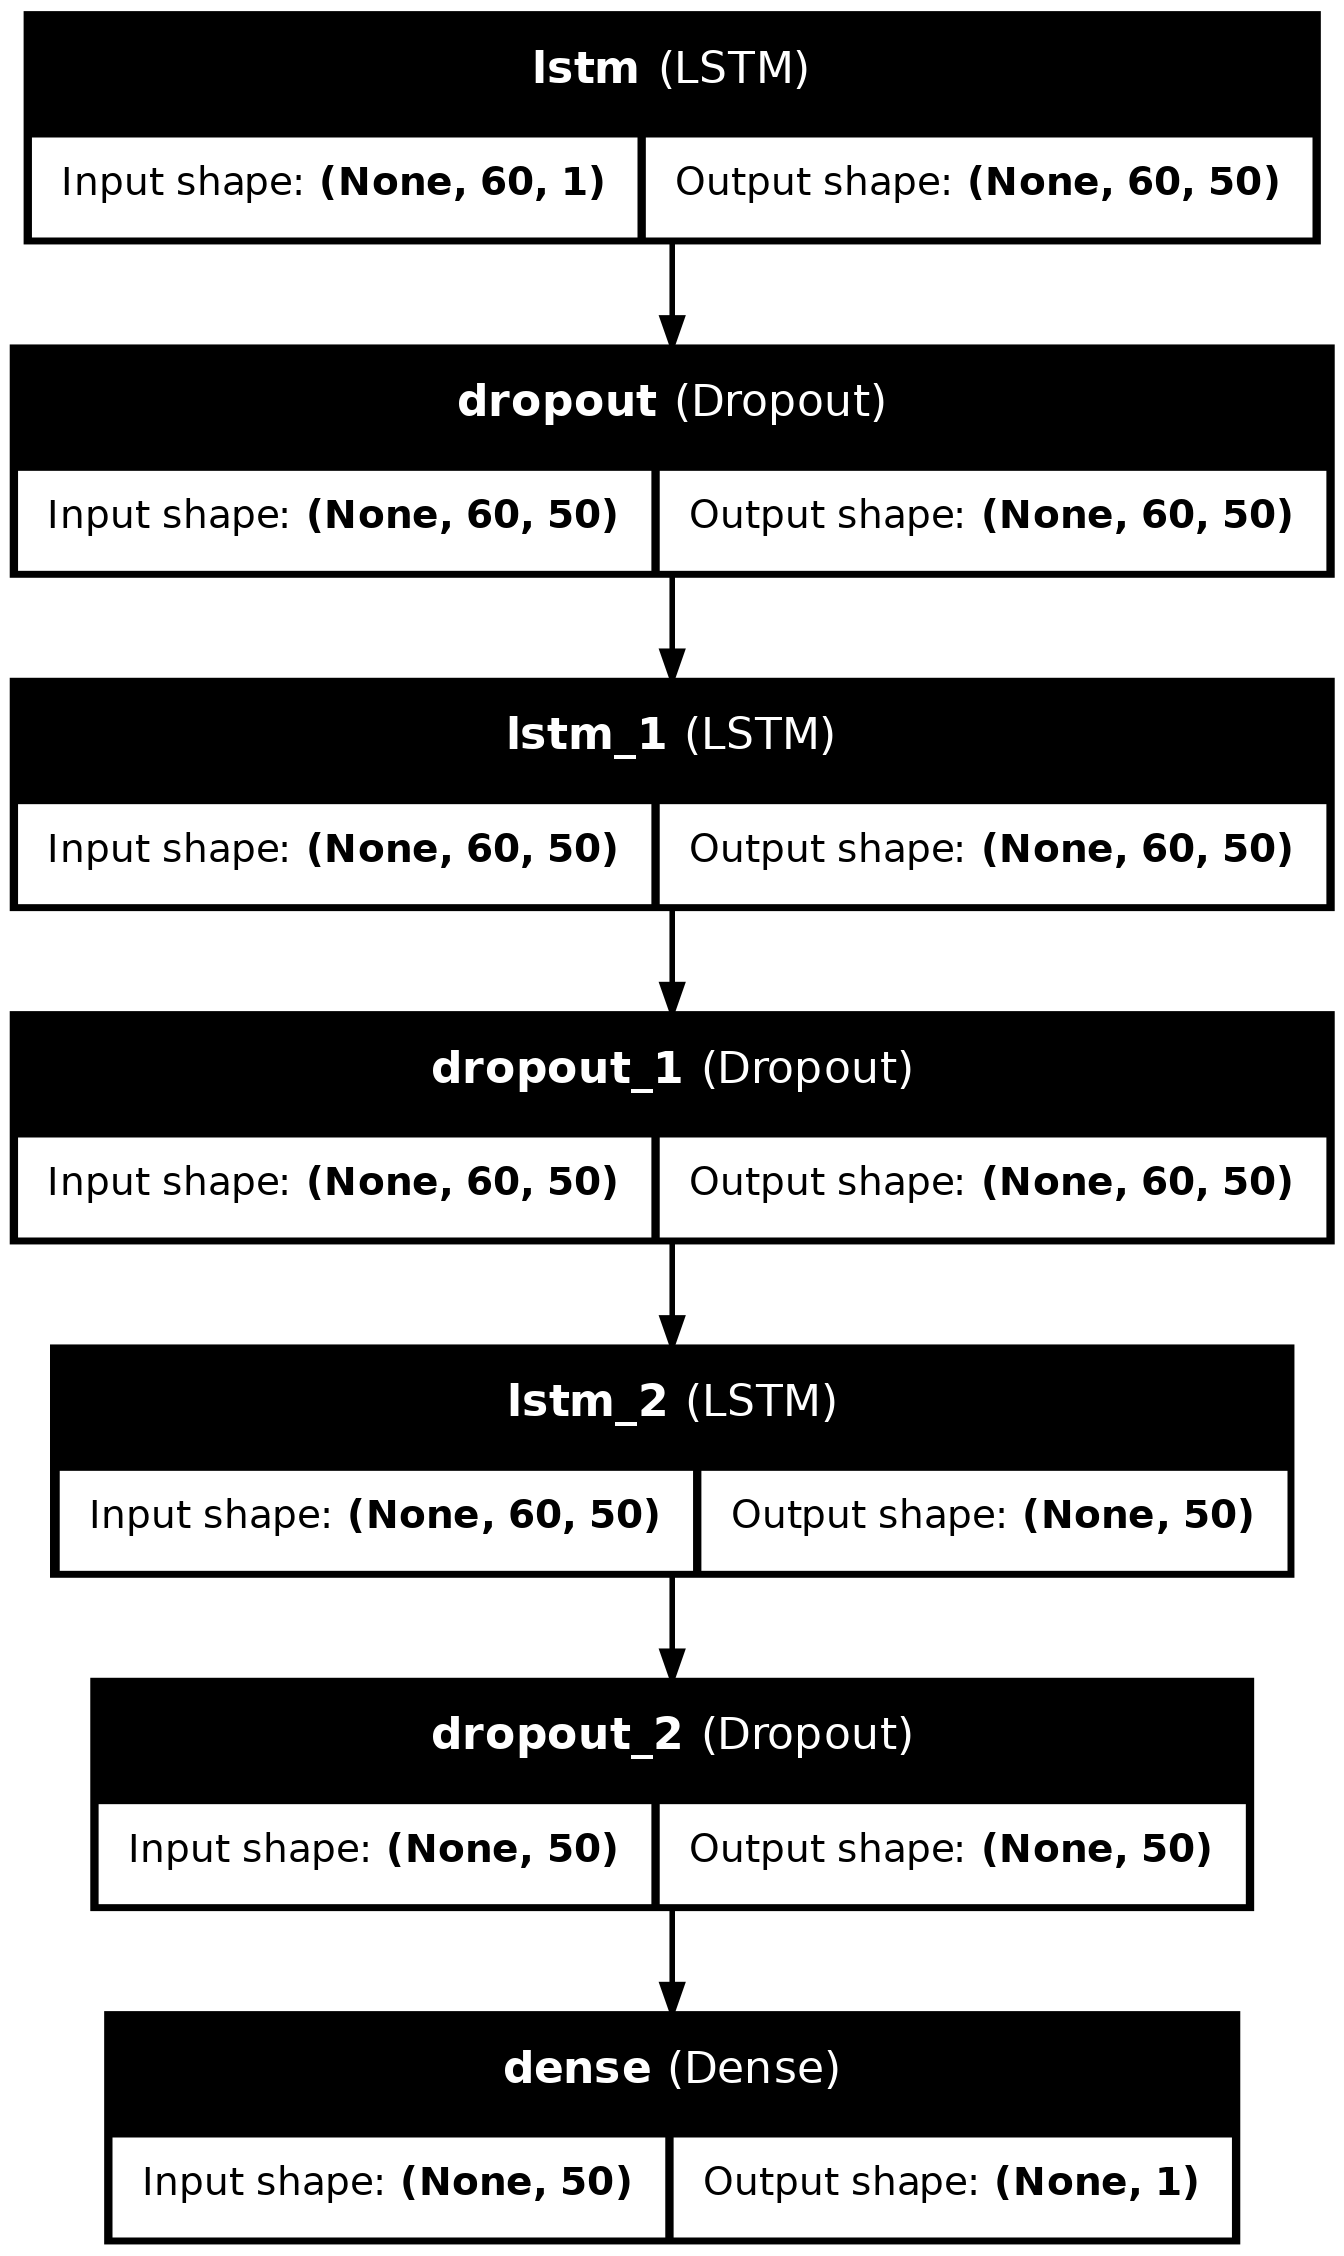 lstm (LSTM)
Input shape: (None, 60, 1) Output shape: (None, 60, 50)
dropout (Dropout)
Input shape: (None, 60, 50) Output shape: (None, 60, 50)
lstm_1 (LSTM)
Input shape: (None, 60, 50) Output shape: (None, 60, 50)
dropout_1 (Dropout)
Input shape: (None, 60, 50) Output shape: (None, 60, 50)
lstm_2 (LSTM)
Input shape: (None, 60, 50) Output shape: (None, 50)
dropout_2 (Dropout)
Input shape: (None, 50) Output shape: (None, 50)
dense (Dense)
Input shape: (None, 50) Output shape: (None, 1)